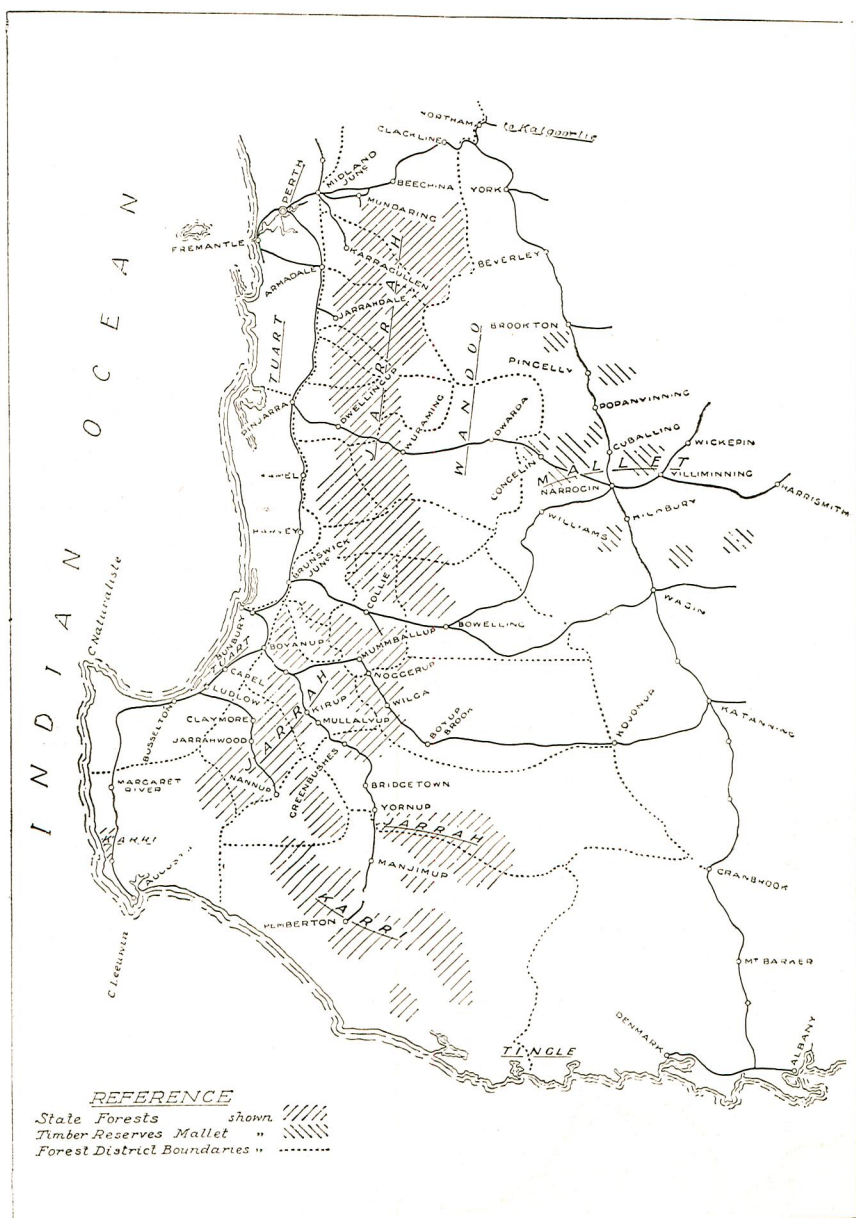 NORTHAM
to Kalgoorlie
CLACKLINE
MIDLAND JUNC.
PERTH
BEECHINA
YORK
MUNDARING
FREMANTLE
KARRAGULLEN
BEVERLEY
ARMADALE
JARRAHDALE
JARRAH
TUART
BROOKTON
PINGELLY
WANDOO
DWELLINGUP
PINJARRA
POPANYINNING
WURAMING
DWARDA
CUBALLING
WICKEPIN
CONGELIN
MALLET
YILLIMINNING
NARROGIN
HARRISMITH
WILLIAMS
HARVEY
BRUNSWICK JUNC.
COLLIE
WAGIN
INDIAN OCEAN
C Naturaliste
BUNBURY
BOWELLING
TUART
BOYANUP
MUMMBALLUP
CAPEL
NOGGERUP
LUDLOW
JARRAH
KIRUP
WILGA
BUSSELTON
CLAYMORE
MULLALYUP
BOYUP BROOK
KOJONUP
KATANNING
JARRAHWOOD
GREENBUSHES
NANNUP
MARGARET RIVER
BRIDGETOWN
YORNUP
JARRAH
KARRI
MANJIMUP
CRANBROOK
AUGUSTA
KARRI
PEMBERTON
C Leeuwin
MT BARKER
DENMARK
ALBANY
TINGLE
REFERENCE
State Forests shown
Timber Reserves Mallet "
Forest District Boundaries "